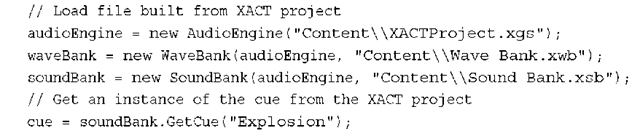 // Load file built from XACT project
audioEngine = new AudioEngine("Content\\XACTProject.xgs");
waveBank = new WaveBank(audioEngine, "Content\\Wave Bank.xwb");
soundBank = new SoundBank(audioEngine, "Content\\Sound Bank.xsb");
// Get an instance of the cue from the XACT project
cue = soundBank.GetCue("Explosion");